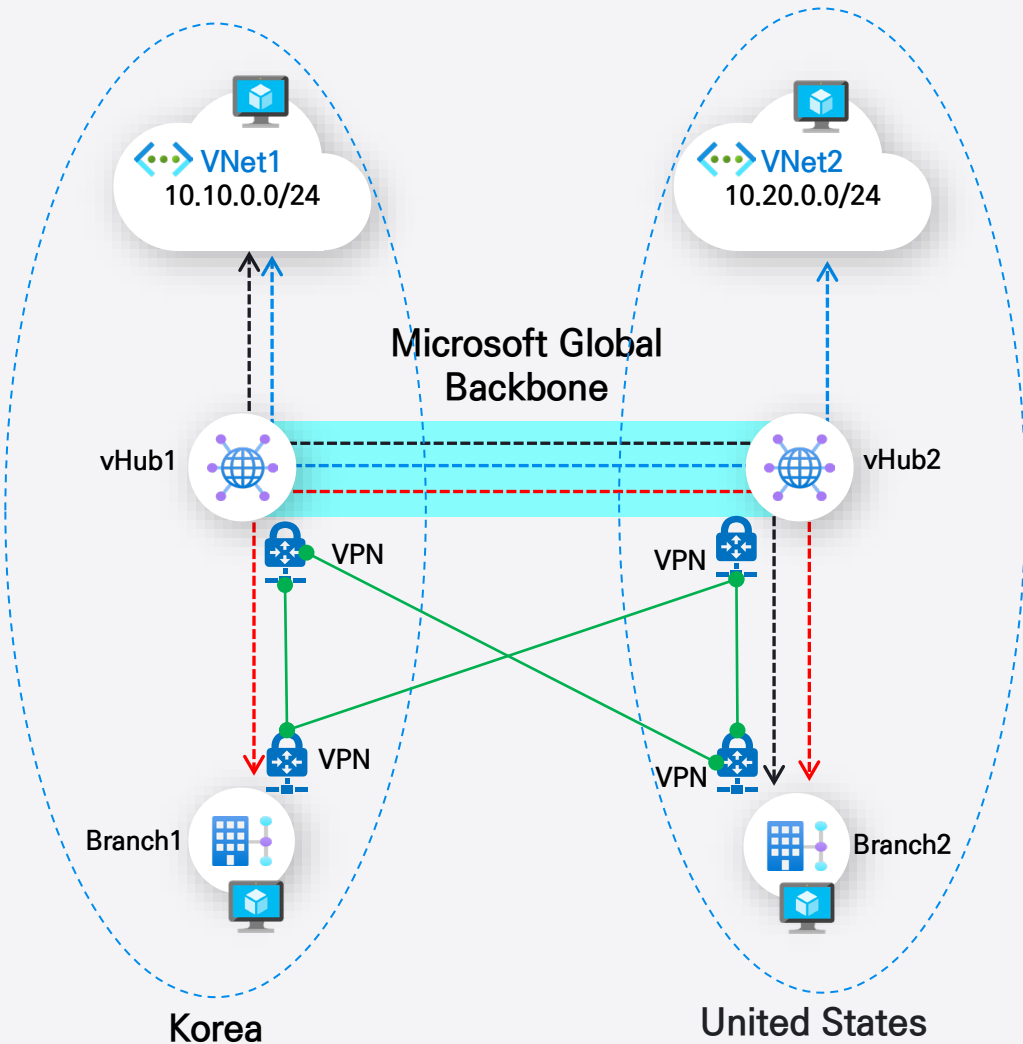 VNet1
10.10.0.0/24
VNet2
10.20.0.0/24
Microsoft Global
Backbone
vHub1
vHub2
VPN
VPN
VPN
VPN
Branch1
Branch2
Korea
United States